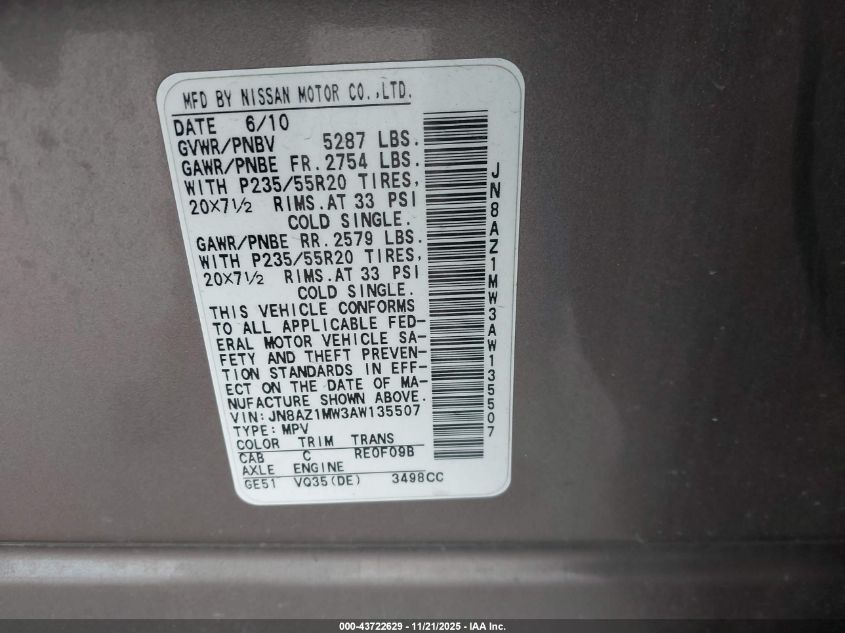 MFD BY NISSAN MOTOR CO.,LTD.
DATE 6/10
GVWR/PNBV 5287 LBS.
GAWR/PNBE FR. 2754 LBS.
WITH P235/55R20 TIRES,
20X7½ RIMS. AT 33 PSI
COLD SINGLE.
GAWR/PNBE RR. 2579 LBS.
WITH P235/55R20 TIRES,
20X7½ RIMS. AT 33 PSI
COLD SINGLE.
THIS VEHICLE CONFORMS
TO ALL APPLICABLE FED-
ERAL MOTOR VEHICLE SA-
FETY AND THEFT PREVEN-
TION STANDARDS IN EFF-
ECT ON THE DATE OF MA-
NUFACTURE SHOWN ABOVE.
VIN: JN8AZ1MW3AW135507
TYPE: MPV
COLOR TRIM TRANS
CAB C RE0F09B
AXLE ENGINE
GE51 VQ35(DE) 3498CC
JN8AZ1MW3AW135507
000-43722629 - 11/21/2025 - IAA Inc.